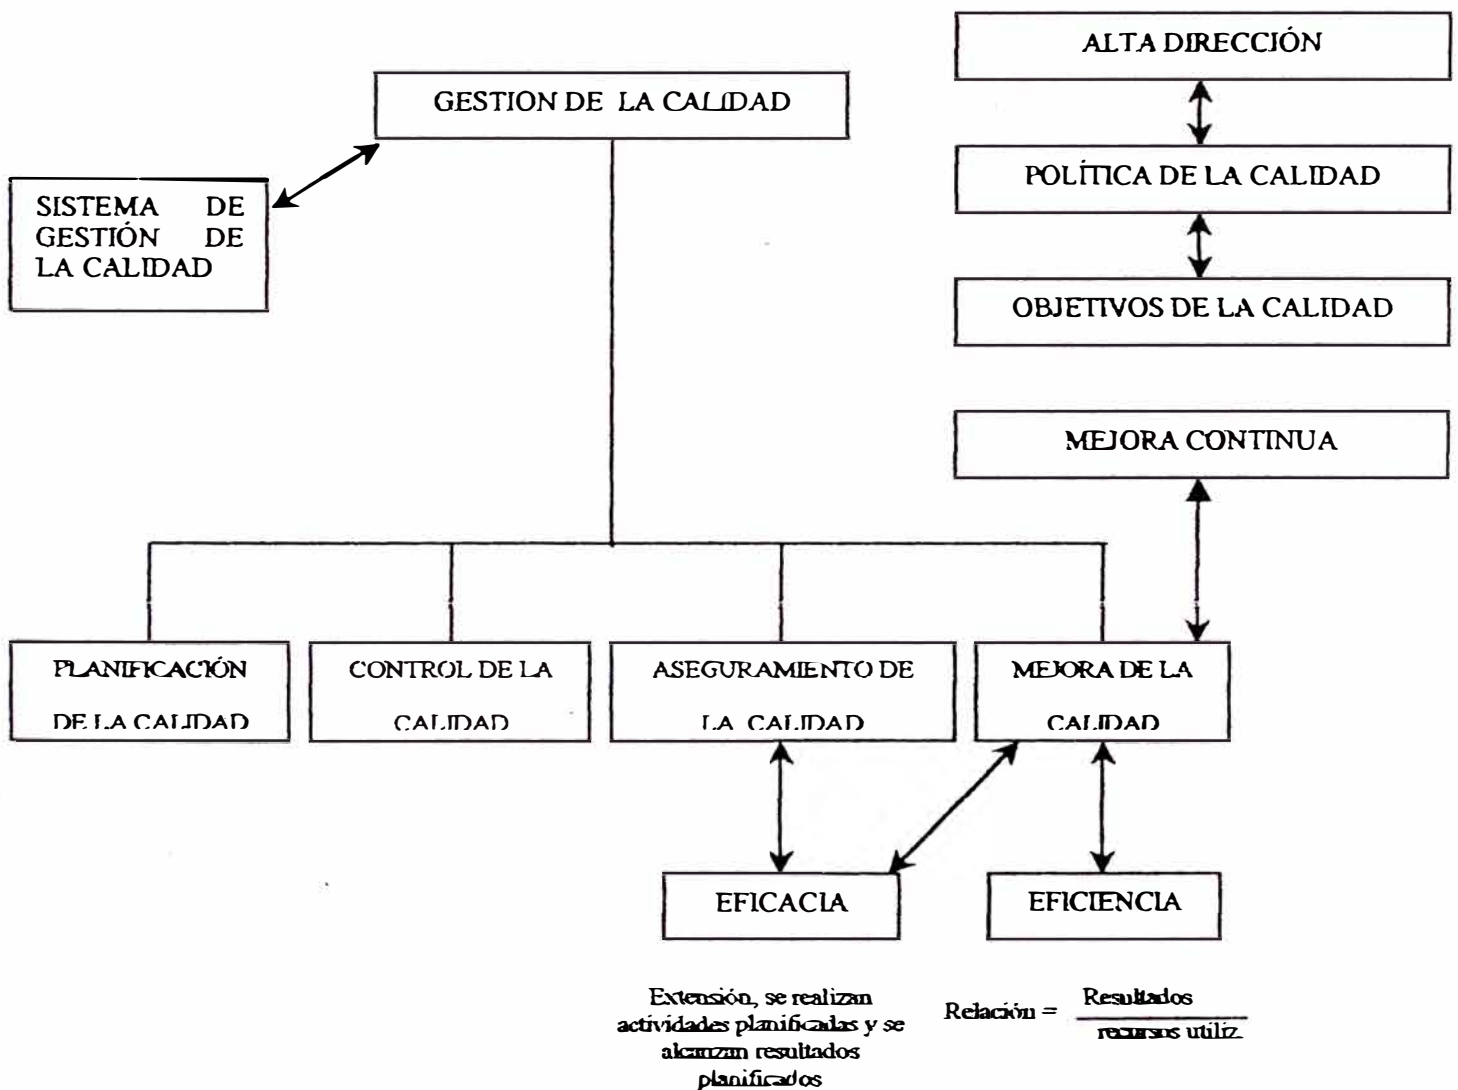 ALTA DIRECCIÓN
GESTION DE LA CALIDAD
POLÍTICA DE LA CALIDAD
SISTEMA DE
GESTIÓN DE
LA CALIDAD
OBJETIVOS DE LA CALIDAD
MEJORA CONTINUA
PLANIFICACIÓN
DE LA CALIDAD
CONTROL DE LA
CALIDAD
ASEGURAMIENTO DE
LA CALIDAD
MEJORA DE LA
CALIDAD
EFICACIA
EFICIENCIA
Extensión, se realizan
actividades planificadas y se
alcanzan resultados
planificados
Relación = Resultados
recursos utiliz.